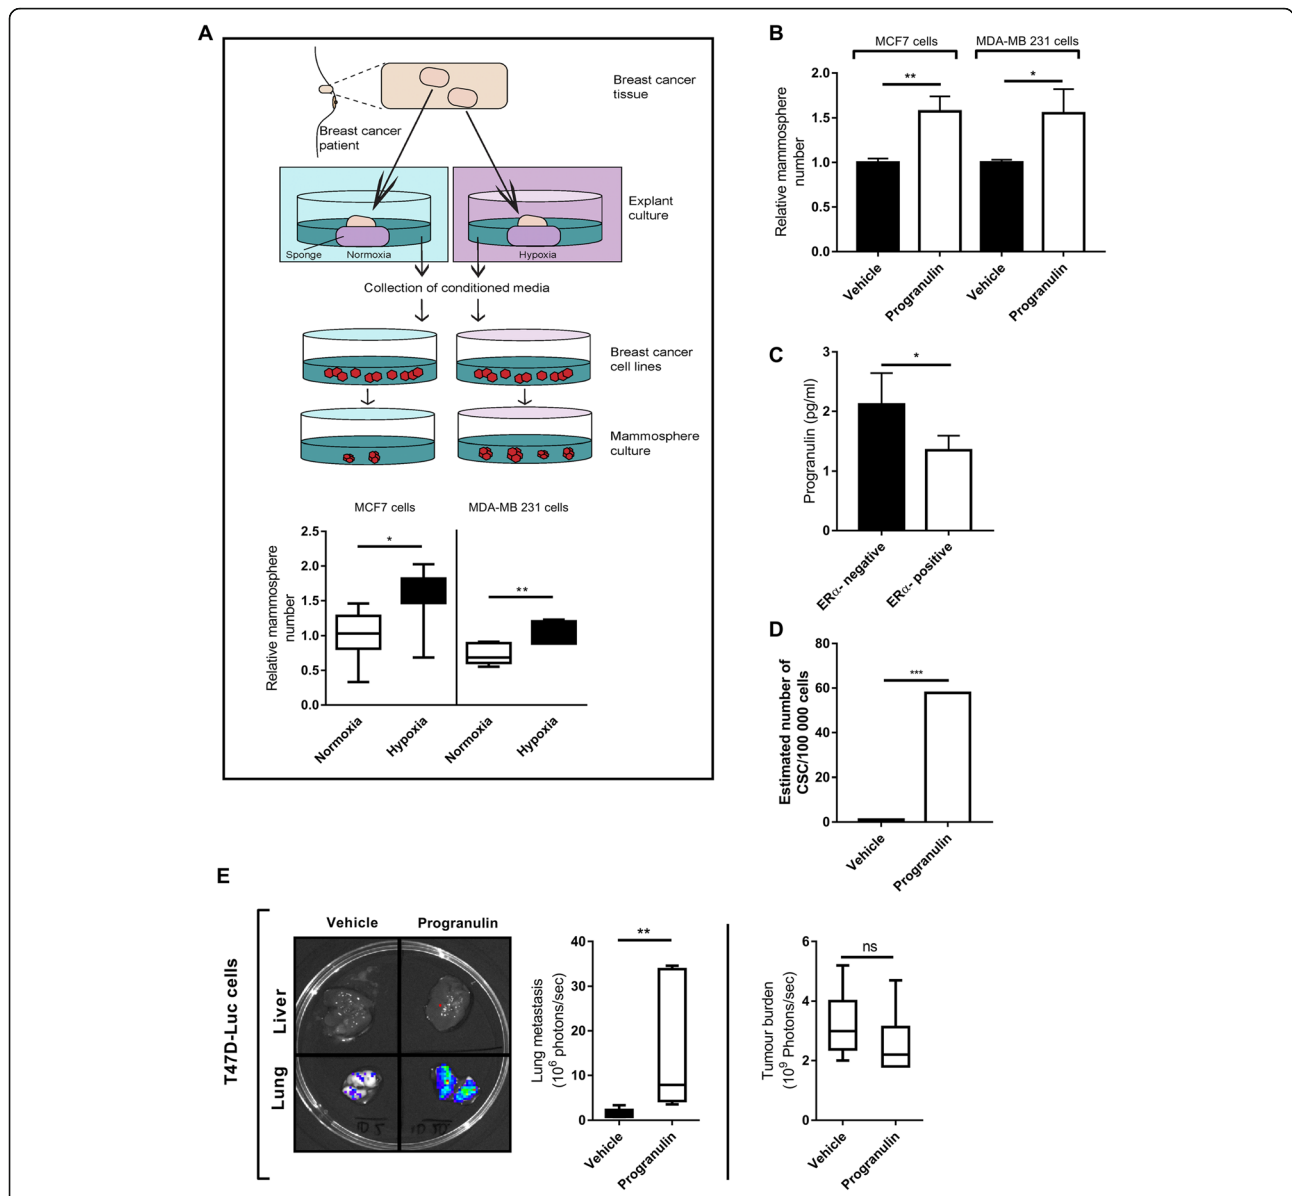 A
Breast cancer
tissue
Breast cancer
patient
Explant
culture
Sponge
Normoxia
Hypoxia
Collection of conditioned media
Breast cancer
cell lines
Mammosphere
culture
MCF7 cells
MDA-MB 231 cells
Relative mammosphere
number
2.5
2.0
1.5
1.0
0.5
0.0
*
**
Normoxia
Hypoxia
Normoxia
Hypoxia
B
MCF7 cells
MDA-MB 231 cells
Relative mammosphere
number
2.0
1.5
1.0
0.5
0.0
**
*
Vehicle
Progranulin
Vehicle
Progranulin
C
Progranulin (pg/ml)
3
2
1
0
*
ERα- negative
ERα- positive
D
Estimated number of
CSC/100 000 cells
80
60
40
20
0
***
Vehicle
Progranulin
E
T47D-Luc cells
Vehicle
Progranulin
Liver
Lung
Lung metastasis
(10⁶ photons/sec)
40
30
20
10
0
**
Vehicle
Progranulin
Tumour burden
(10⁹ Photons/sec)
6
4
2
0
ns
Vehicle
Progranulin